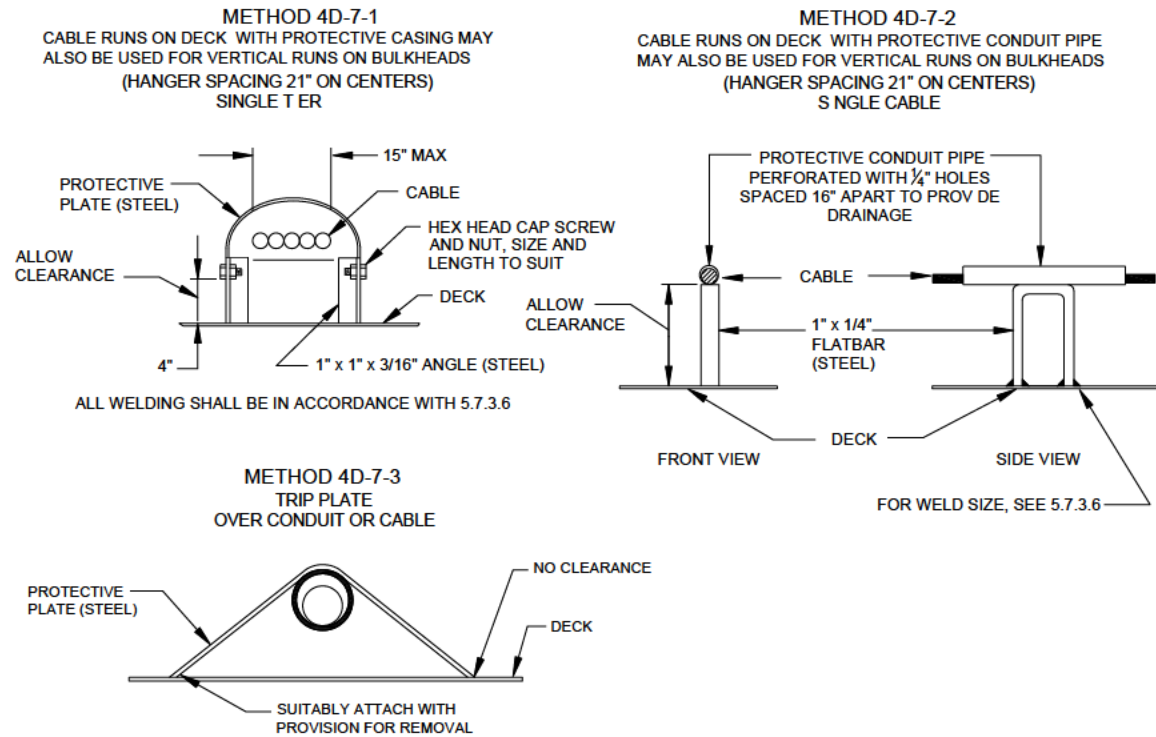 METHOD 4D-7-1
CABLE RUNS ON DECK WITH PROTECTIVE CASING MAY
ALSO BE USED FOR VERTICAL RUNS ON BULKHEADS
(HANGER SPACING 21" ON CENTERS)
SINGLE T ER
15" MAX
PROTECTIVE
PLATE (STEEL)
CABLE
HEX HEAD CAP SCREW
AND NUT, SIZE AND
LENGTH TO SUIT
ALLOW
CLEARANCE
DECK
4"
1" x 1" x 3/16" ANGLE (STEEL)
ALL WELDING SHALL BE IN ACCORDANCE WITH 5.7.3.6
METHOD 4D-7-2
CABLE RUNS ON DECK WITH PROTECTIVE CONDUIT PIPE
MAY ALSO BE USED FOR VERTICAL RUNS ON BULKHEADS
(HANGER SPACING 21" ON CENTERS)
S NGLE CABLE
PROTECTIVE CONDUIT PIPE
PERFORATED WITH 1/4" HOLES
SPACED 16" APART TO PROV DE
DRAINAGE
CABLE
ALLOW
CLEARANCE
1" x 1/4"
FLATBAR
(STEEL)
DECK
FRONT VIEW
SIDE VIEW
FOR WELD SIZE, SEE 5.7.3.6
METHOD 4D-7-3
TRIP PLATE
OVER CONDUIT OR CABLE
PROTECTIVE
PLATE (STEEL)
NO CLEARANCE
DECK
SUITABLY ATTACH WITH
PROVISION FOR REMOVAL